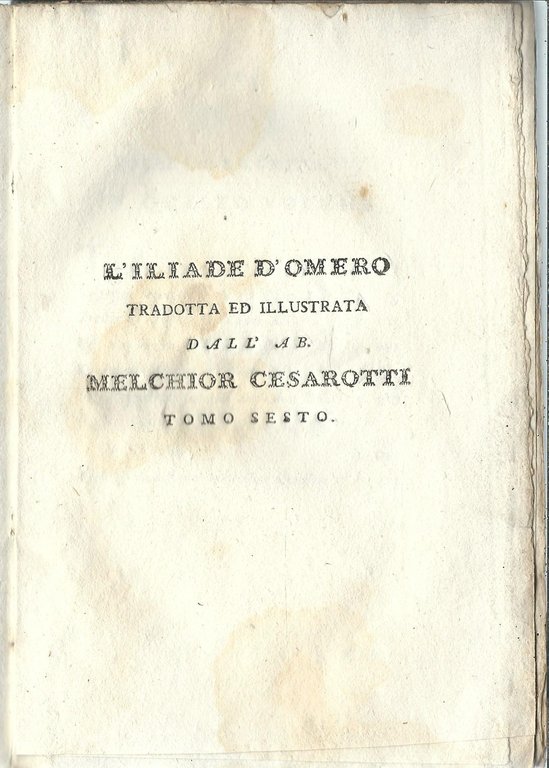 L'ILIADE D'OMERO
TRADOTTA ED ILLUSTRATA
DALL' AB.
MELCHIOR CESAROTTI
TOMO SESTO.